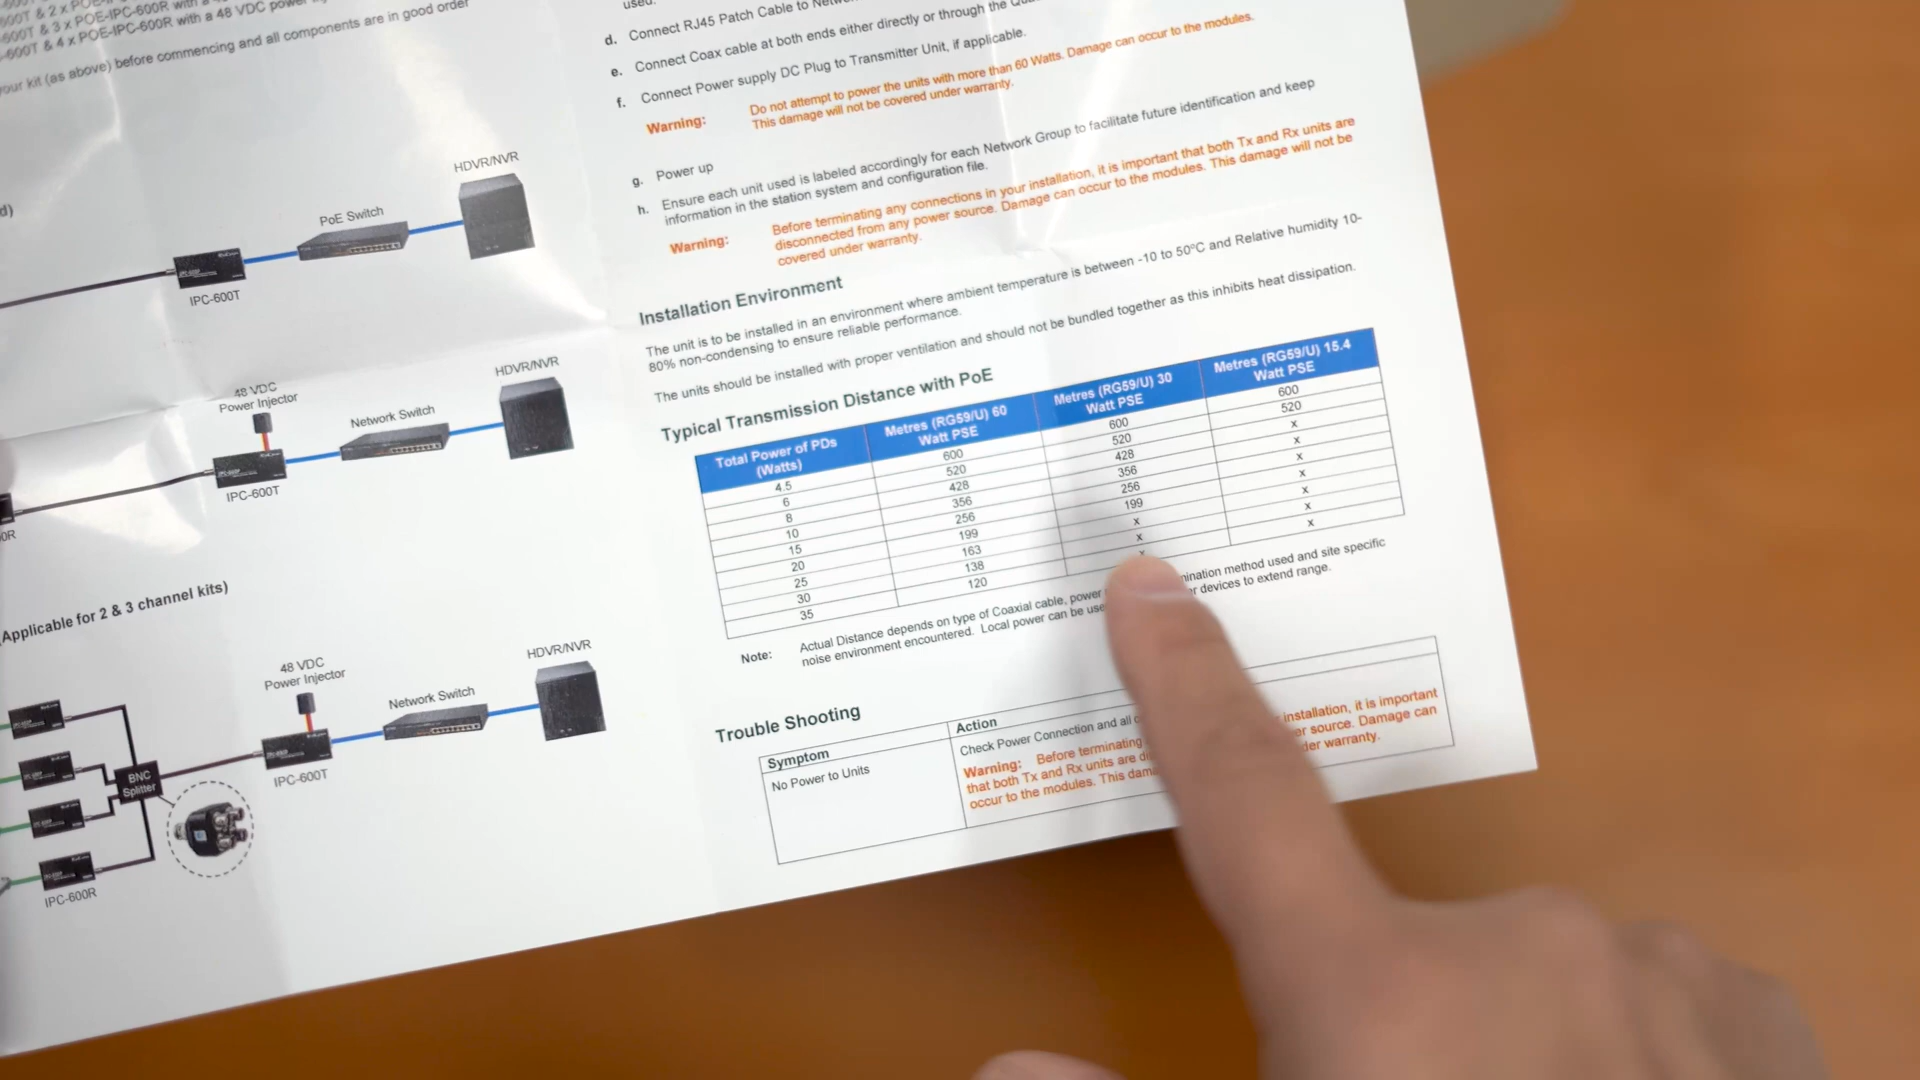 600T & 2 x POE-IPC-600R with a
-600T & 3 x POE-IPC-600R with a 48 VDC power
-600T & 4 x POE-IPC-600R with a 48 VDC power
your kit (as above) before commencing and all components are in good order
d)
HDVR/NVR
PoE Switch
IPC-600T
HDVR/NVR
48 VDC
Power Injector
Network Switch
IPC-600T
0R
(Applicable for 2 & 3 channel kits)
HDVR/NVR
48 VDC
Power Injector
Network Switch
BNC
Splitter
IPC-600T
IPC-600R
used.
d. Connect RJ45 Patch Cable to
e. Connect Coax cable at both ends either directly or through the
f. Connect Power supply DC Plug to Transmitter Unit, if applicable.
Warning: Do not attempt to power the units with more than 60 Watts. Damage can occur to the modules.
This damage will not be covered under warranty.
g. Power up
h. Ensure each unit used is labeled accordingly for each Network Group to facilitate future identification and keep
information in the station system and configuration file.
Warning: Before terminating any connections in your installation, it is important that both Tx and Rx units are
disconnected from any power source. Damage can occur to the modules. This damage will not be
covered under warranty.
Installation Environment
The unit is to be installed in an environment where ambient temperature is between -10 to 50°C and Relative humidity 10-
80% non-condensing to ensure reliable performance.
The units should be installed with proper ventilation and should not be bundled together as this inhibits heat dissipation.
Typical Transmission Distance with PoE
Total Power of PDs (Watts) Metres (RG59/U) 60 Watt PSE Metres (RG59/U) 30 Watt PSE Metres (RG59/U) 15.4 Watt PSE
4.5 600 600 600
6 520 520 520
8 428 428 x
10 356 356 x
15 256 256 x
20 199 199 x
25 163 x x
30 138 x x
35 120 x x
Note: Actual Distance depends on type of Coaxial cable, power mination method used and site specific
noise environment encountered. Local power can be use r devices to extend range.
Trouble Shooting
Symptom Action
No Power to Units Check Power Connection and all c
Warning: Before terminating installation, it is important
that both Tx and Rx units are di er source. Damage can
occur to the modules. This dam der warranty.